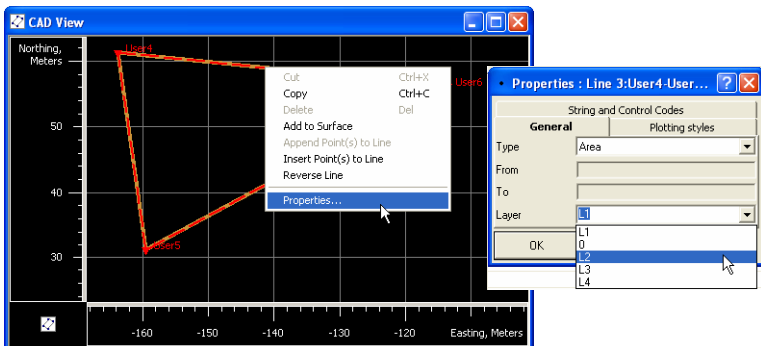 CAD View
Northing,
Meters
50
40
30
User4
User6
User5
Cut Ctrl+X
Copy Ctrl+C
Delete Del
Add to Surface
Append Point(s) to Line
Insert Point(s) to Line
Reverse Line
Properties...
-160 -150 -140 -130 -120 Easting, Meters
Properties : Line 3:User4-User...
String and Control Codes
General Plotting styles
Type Area
From
To
Layer L1
OK
L1
0
L2
L3
L4